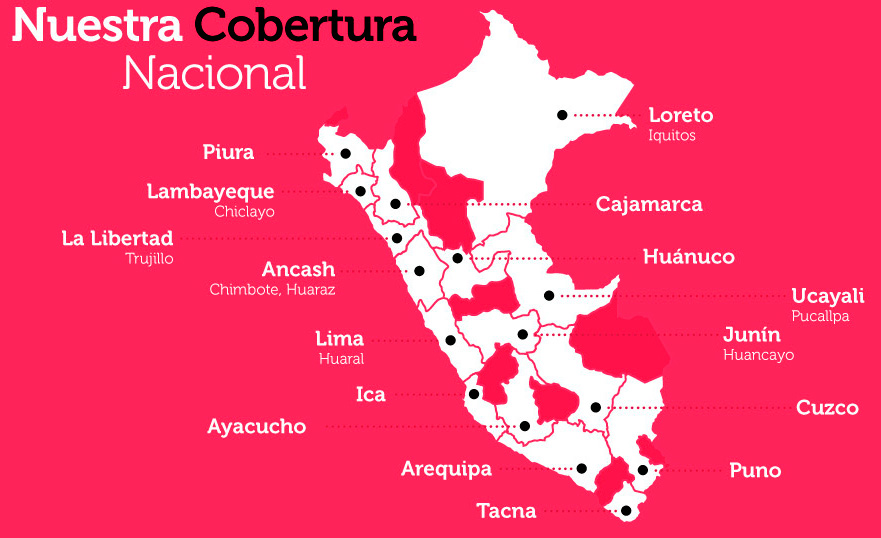 Nuestra Cobertura
Nacional
Loreto
Iquitos
Piura
Lambayeque
Chiclayo
Cajamarca
La Libertad
Trujillo
Huánuco
Ancash
Chimbote, Huaraz
Ucayali
Pucallpa
Lima
Huaral
Junín
Huancayo
Ica
Cuzco
Ayacucho
Arequipa
Puno
Tacna